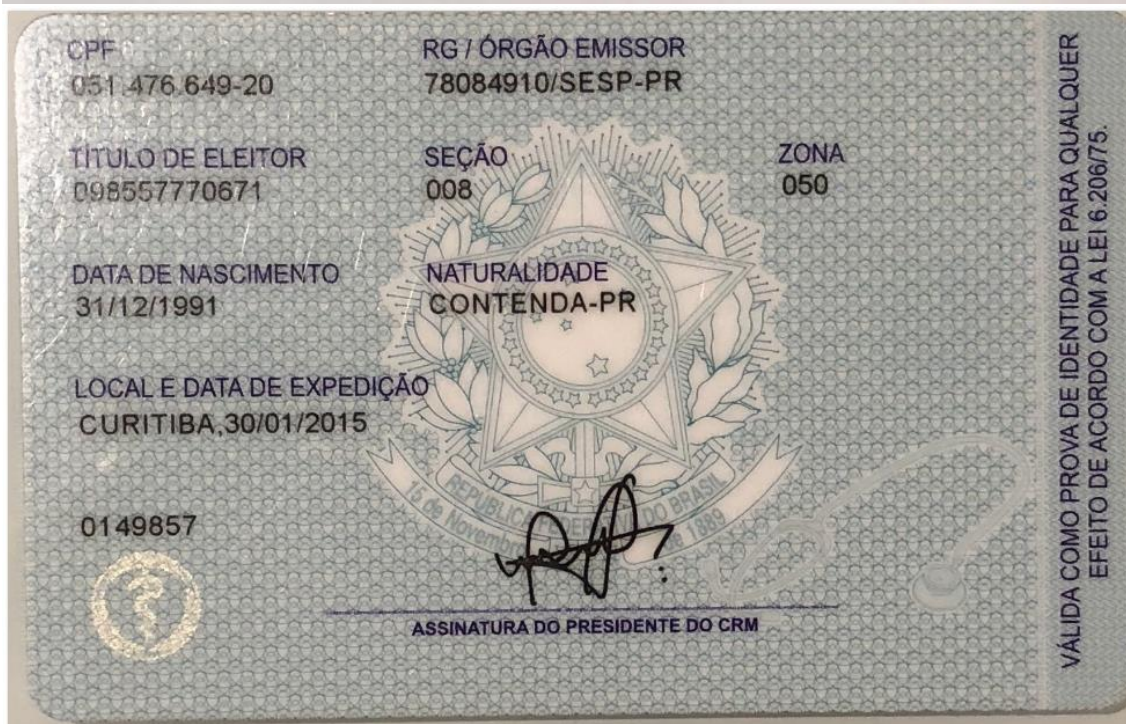 CPF
051.476.649-20
RG / ÓRGÃO EMISSOR
78084910/SESP-PR
TÍTULO DE ELEITOR
098557770671
SEÇÃO
008
ZONA
050
DATA DE NASCIMENTO
31/12/1991
NATURALIDADE
CONTENDA-PR
LOCAL E DATA DE EXPEDIÇÃO
CURITIBA,30/01/2015
0149857
15 de Novembro
ASSINATURA DO PRESIDENTE DO CRM
VÁLIDA COMO PROVA DE IDENTIDADE PARA QUALQUER
EFEITO DE ACORDO COM A LEI 6.206/75.